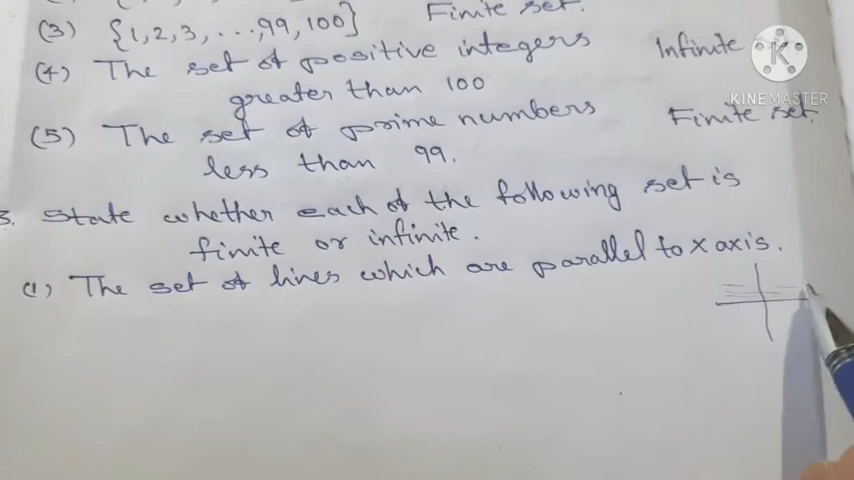 (3) {1,2,3, ...,99, 100} Finite set.
(4) The set of positive integers Infinite
greater than 100
KINEMASTER
(5) The set of prime numbers Finite set.
less than 99.
3. State whether each of the following set is
finite or infinite.
(1) The set of lines which are parallel to x axis.